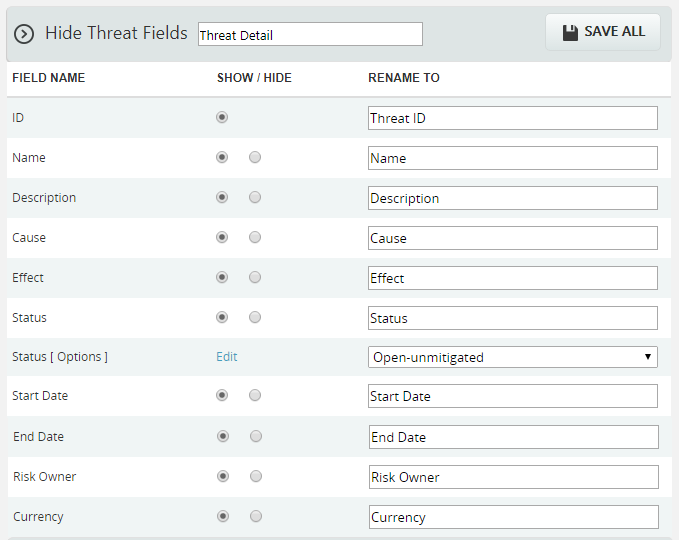 Hide Threat Fields Threat Detail SAVE ALL
FIELD NAME SHOW / HIDE RENAME TO
ID Threat ID
Name Name
Description Description
Cause Cause
Effect Effect
Status Status
Status [ Options ] Edit Open-unmitigated
Start Date Start Date
End Date End Date
Risk Owner Risk Owner
Currency Currency